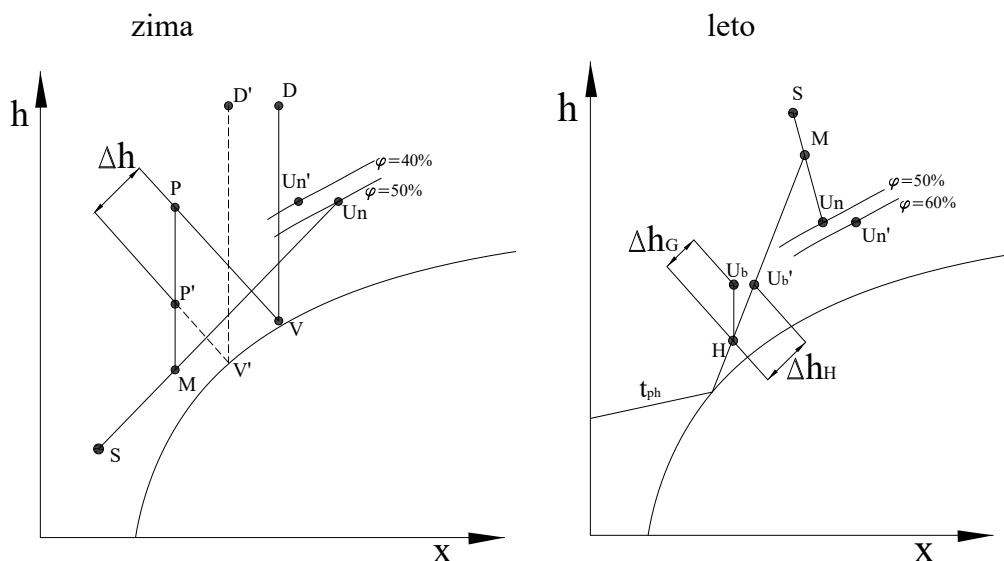 zima
h
D'
D
Δh
P
φ=40%
Un'
φ=50%
Un
P'
V
M
V'
S
x
leto
h
S
M
φ=50%
Un
φ=60%
Un'
ΔhG
Ub
Ub'
H
ΔhH
tph
x